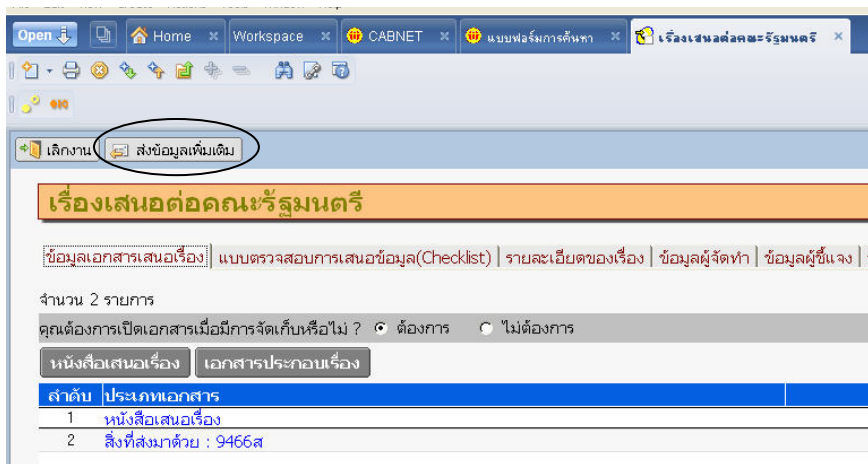 Open Home × Workspace × CABNET × แบบฟอร์มการค้นหา × เรื่องเสนอต่อคณะรัฐมนตรี ×
เลิกงาน ส่งข้อมูลเพิ่มเติม
เรื่องเสนอต่อคณะรัฐมนตรี
ข้อมูลเอกสารเสนอเรื่อง แบบตรวจสอบการเสนอข้อมูล(Checklist) รายละเอียดของเรื่อง ข้อมูลผู้จัดทำ ข้อมูลผู้ชี้แจง
จำนวน 2 รายการ
คุณต้องการเปิดเอกสารเมื่อมีการจัดเก็บหรือไม่ ? ต้องการ ไม่ต้องการ
หนังสือเสนอเรื่อง เอกสารประกอบเรื่อง
ลำดับ ประเภทเอกสาร
1 หนังสือเสนอเรื่อง
2 สิ่งที่ส่งมาด้วย : 9466ส